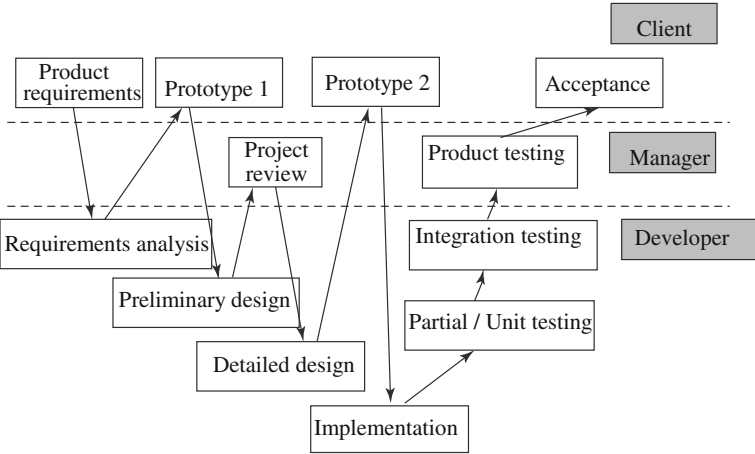 Client
Product
requirements
Prototype 1
Prototype 2
Acceptance
Project
review
Product testing
Manager
Requirements analysis
Integration testing
Developer
Preliminary design
Partial / Unit testing
Detailed design
Implementation